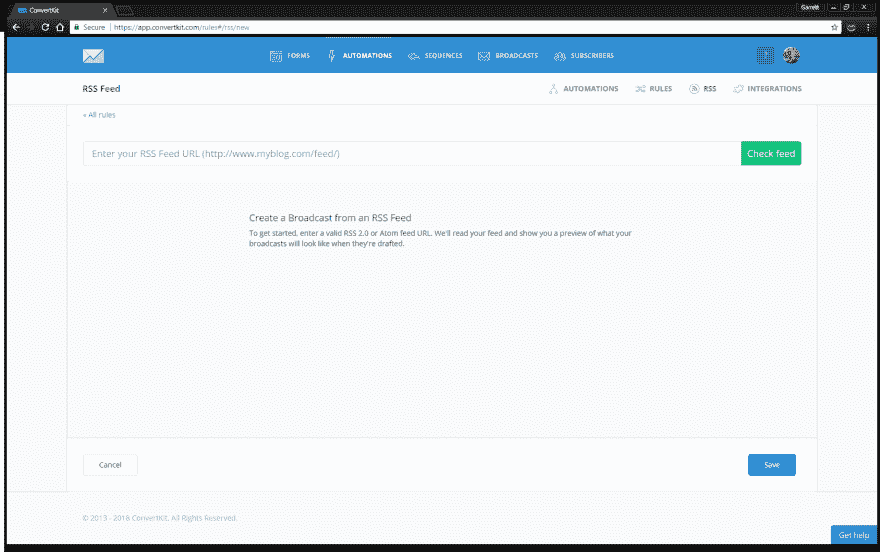 ConvertKit
Garrett
Secure
https://app.convertkit.com/rules#/rss/new
FORMS
AUTOMATIONS
SEQUENCES
BROADCASTS
SUBSCRIBERS
RSS Feed
AUTOMATIONS
RULES
RSS
INTEGRATIONS
« All rules
Enter your RSS Feed URL (http://www.myblog.com/feed/)
Check feed
Create a Broadcast from an RSS Feed
To get started, enter a valid RSS 2.0 or Atom feed URL. We'll read your feed and show you a preview of what your
broadcasts will look like when they're drafted.
Cancel
Save
© 2013 - 2018 ConvertKit. All Rights Reserved.
Get help